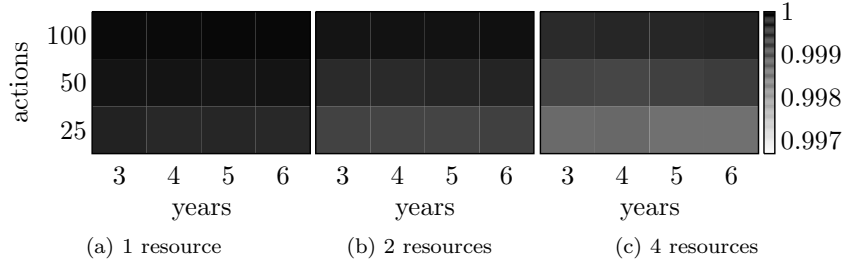 actions
100
50
25
3 4 5 6
3 4 5 6
3 4 5 6
years
years
years
1
0.999
0.998
0.997
(a) 1 resource
(b) 2 resources
(c) 4 resources